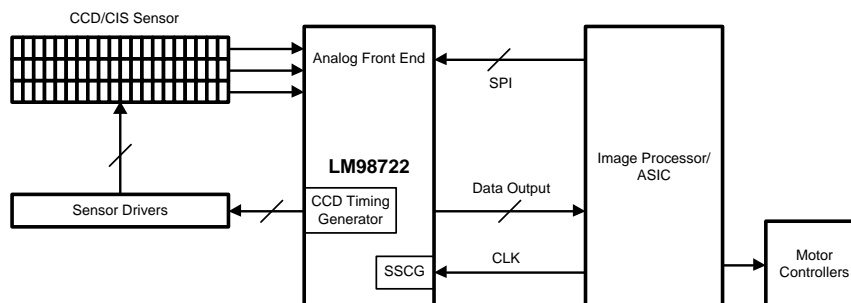 CCD/CIS Sensor
Analog Front End
SPI
LM98722
Image Processor/
ASIC
Data Output
CCD Timing
Generator
Sensor Drivers
CLK
SSCG
Motor
Controllers